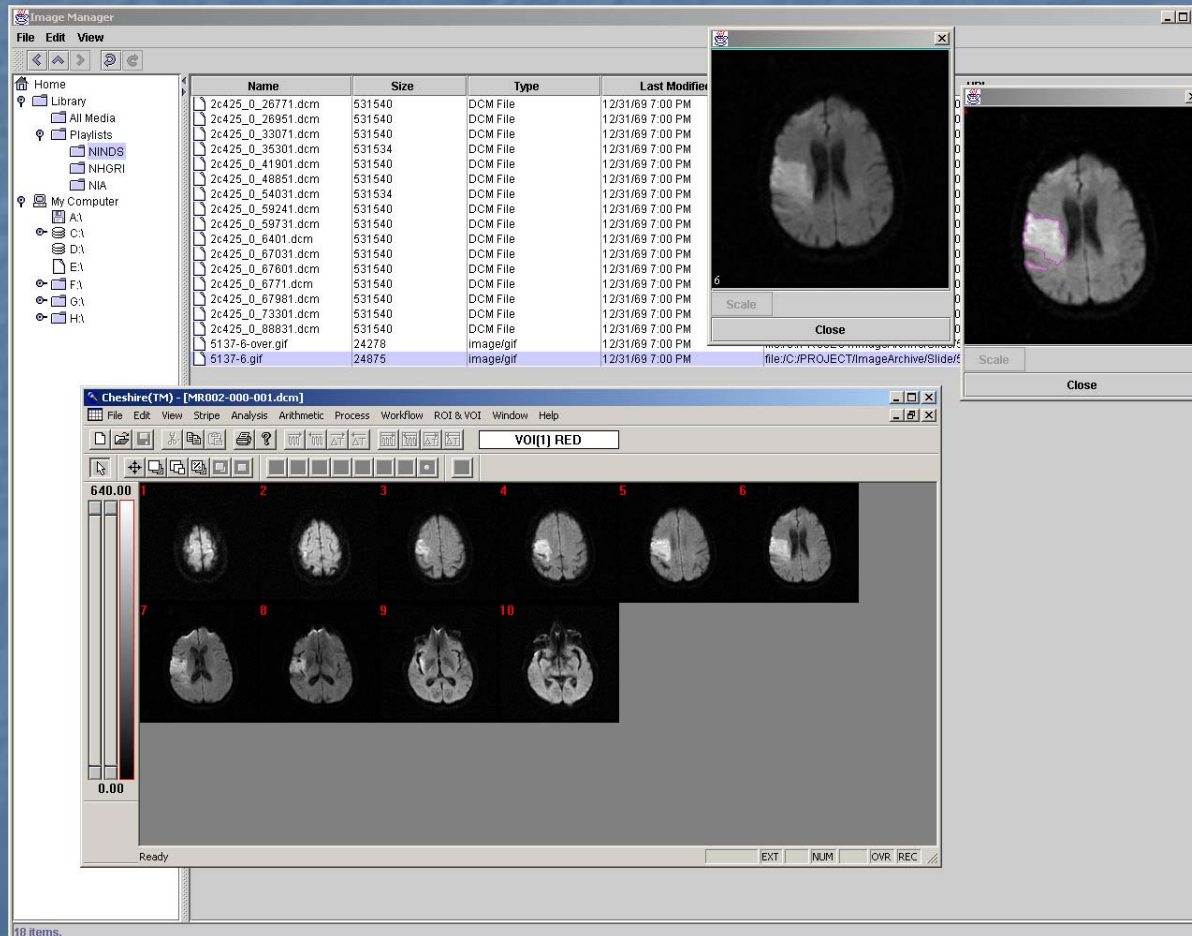 Image Manager
File Edit View
Home
Library
All Media
Playlists
NINDS
NHGRI
NIA
My Computer
A:\
C:\
D:\
E:\
F:\
G:\
H:\
Name Size Type Last Modified
2c425_0_26771.dcm 531540 DCM File 12/31/69 7:00 PM
2c425_0_26951.dcm 531540 DCM File 12/31/69 7:00 PM
2c425_0_33071.dcm 531540 DCM File 12/31/69 7:00 PM
2c425_0_35301.dcm 531534 DCM File 12/31/69 7:00 PM
2c425_0_41901.dcm 531540 DCM File 12/31/69 7:00 PM
2c425_0_48851.dcm 531540 DCM File 12/31/69 7:00 PM
2c425_0_54031.dcm 531534 DCM File 12/31/69 7:00 PM
2c425_0_59241.dcm 531540 DCM File 12/31/69 7:00 PM
2c425_0_59731.dcm 531540 DCM File 12/31/69 7:00 PM
2c425_0_6401.dcm 531540 DCM File 12/31/69 7:00 PM
2c425_0_67031.dcm 531540 DCM File 12/31/69 7:00 PM
2c425_0_67601.dcm 531540 DCM File 12/31/69 7:00 PM
2c425_0_6771.dcm 531540 DCM File 12/31/69 7:00 PM
2c425_0_67981.dcm 531540 DCM File 12/31/69 7:00 PM
2c425_0_73301.dcm 531540 DCM File 12/31/69 7:00 PM
2c425_0_88831.dcm 531540 DCM File 12/31/69 7:00 PM
5137-6-over.gif 24278 image/gif 12/31/69 7:00 PM
5137-6.gif 24875 image/gif 12/31/69 7:00 PM file:/C:/PROJECT/ImageArchive/Slide/5
6
Scale
Close
Scale
Close
Cheshire(TM) - [MR002-000-001.dcm]
File Edit View Stripe Analysis Arithmetic Process Workflow ROI & VOI Window Help
VOI(1) RED
640.00
1 2 3 4 5 6
7 8 9 10
0.00
Ready EXT NUM OVR REC
18 items.